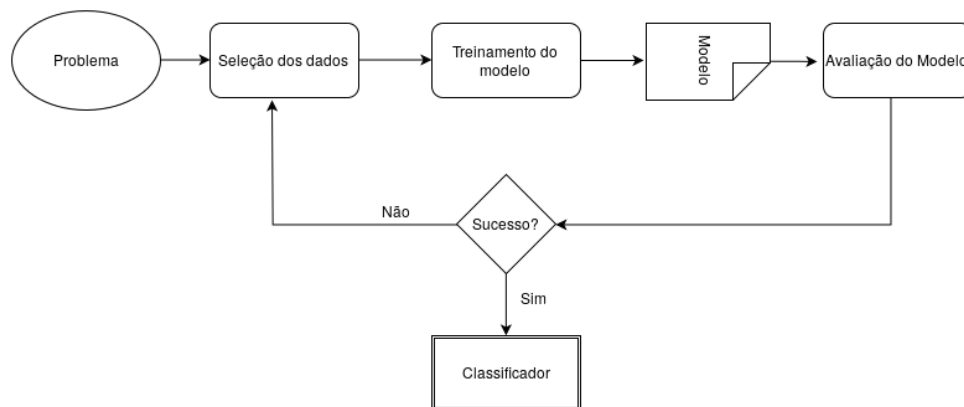 Problema
Seleção dos dados
Treinamento do
modelo
Modelo
Avaliação do Modelo
Não
Sucesso?
Sim
Classificador